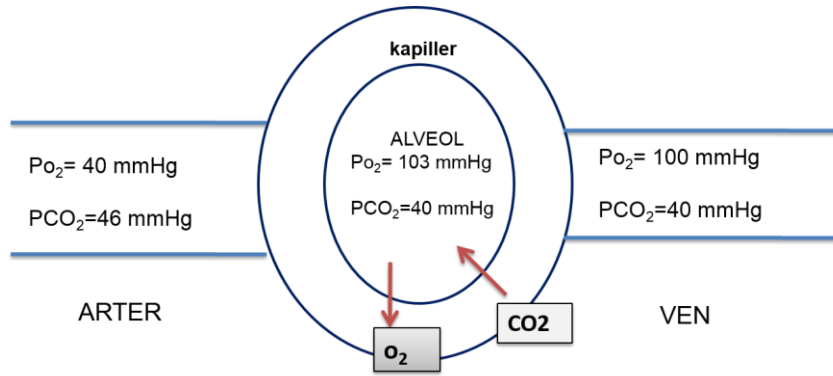 kapiller
ALVEOL
Po₂= 103 mmHg
PCO₂=40 mmHg
Po₂= 40 mmHg
PCO₂=46 mmHg
ARTER
Po₂= 100 mmHg
PCO₂=40 mmHg
VEN
O₂
CO2